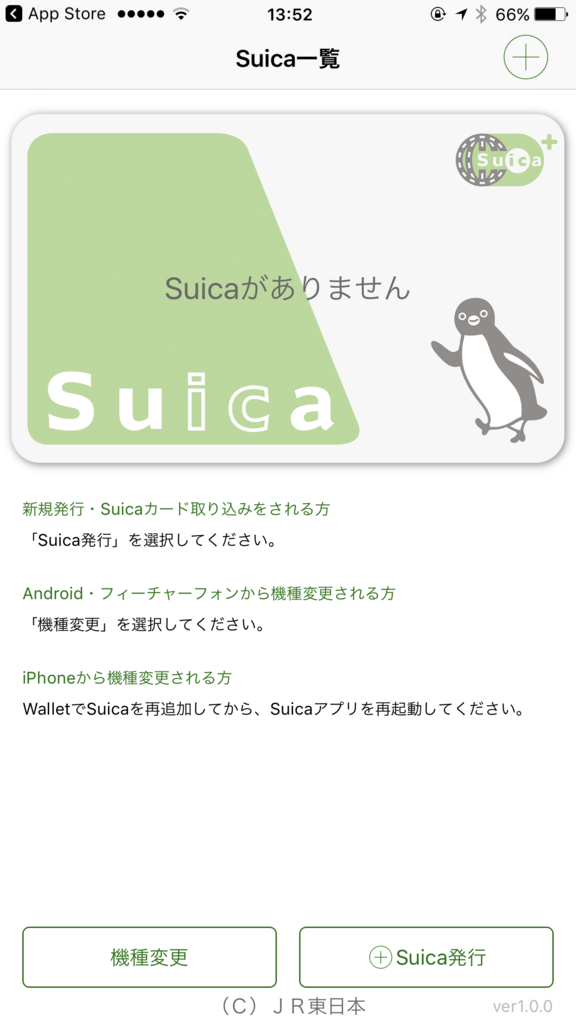 App Store 13:52 66%
Suica一覧
Suica
Suicaがありません
Suica
新規発行・Suicaカード取り込みをされる方
「Suica発行」を選択してください。
Android・フィーチャーフォンから機種変更される方
「機種変更」を選択してください。
iPhoneから機種変更される方
WalletでSuicaを再追加してから、Suicaアプリを再起動してください。
機種変更 Suica発行
（C）ＪＲ東日本 ver1.0.0